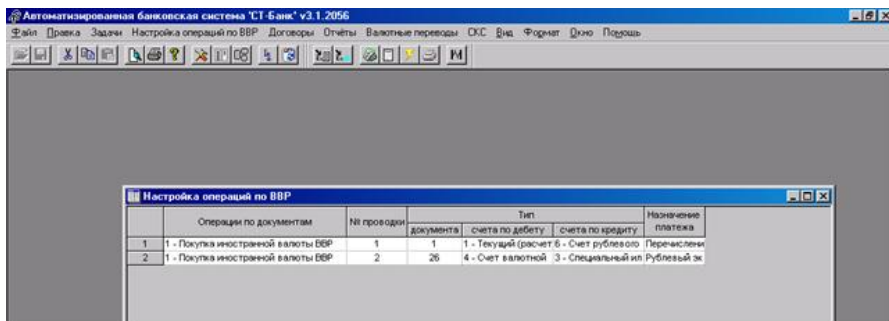 Автоматизированная банковская система "СТ-Банк" v3.1.2056
Файл Правка Задачи Настройка операций по ВВР Договоры Отчёты Валютные переводы СКС Вид Формат Окно Помощь
Настройка операций по ВВР
Операции по документам № проводки Тип Назначение платежа
документа счета по дебету счета по кредиту
1 1 - Покупка иностранной валюты ВВР 1 1 1 - Текущий (расчет 6 - Счет рублевого Перечислени
2 1 - Покупка иностранной валюты ВВР 2 26 4 - Счет валютной 3 - Специальный ил Рублевый эк